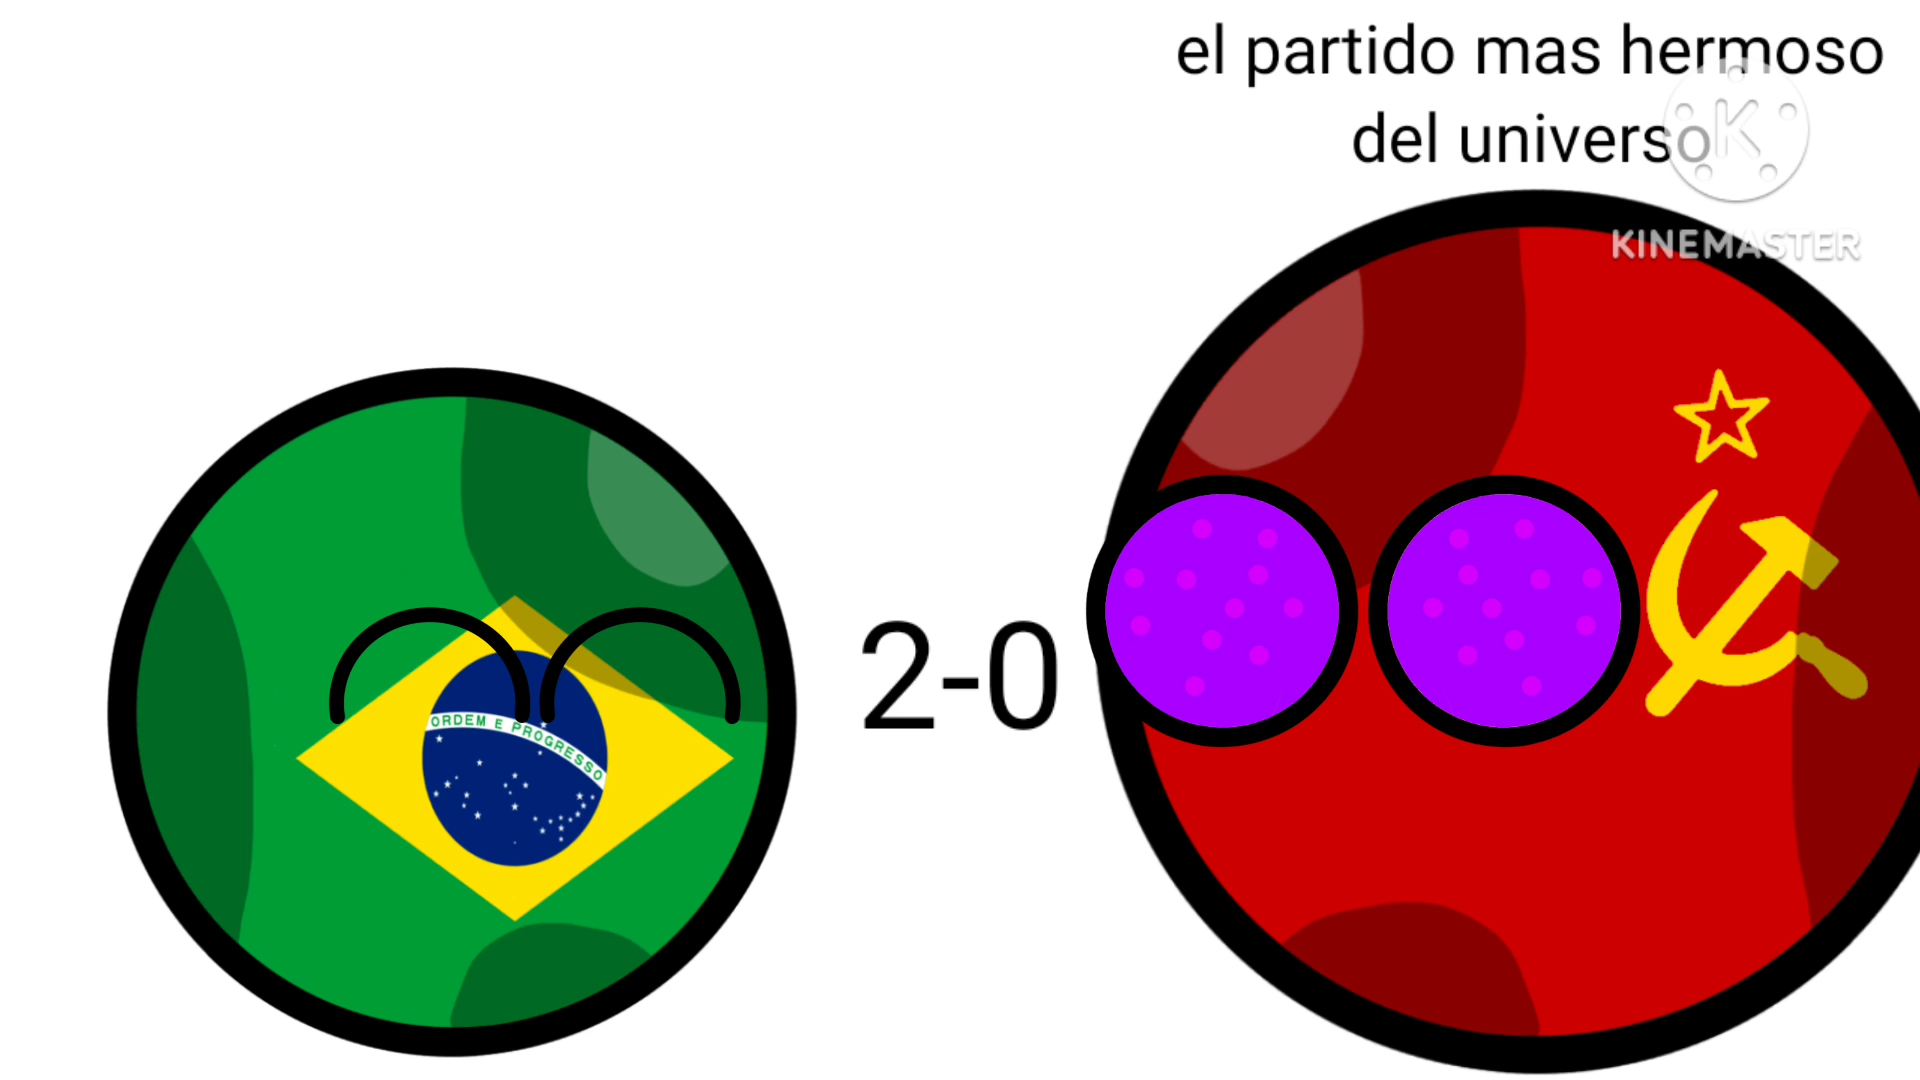 el partido mas hermoso
del universo
K
KINEMASTER
2-0
ORDEM E PROGRESSO